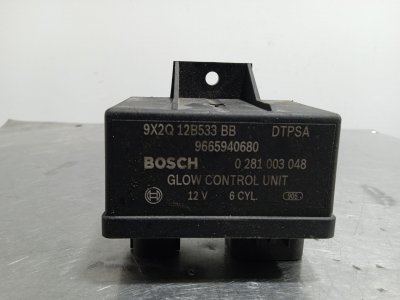 9X2Q 12B533 BB DTPSA
9665940680
BOSCH 0 281 003 048
GLOW CONTROL UNIT
12 V 6 CYL.